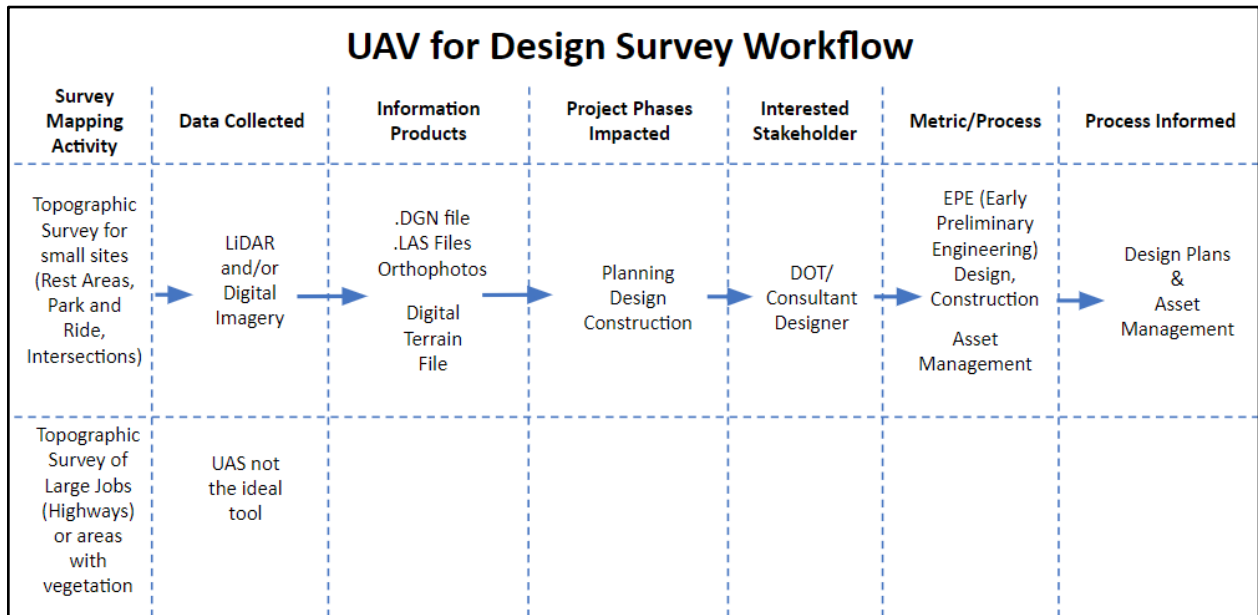 UAV for Design Survey Workflow
Survey
Mapping
Activity
Data Collected
Information
Products
Project Phases
Impacted
Interested
Stakeholder
Metric/Process
Process Informed
Topographic
Survey for
small sites
(Rest Areas,
Park and
Ride,
Intersections)
LiDAR
and/or
Digital
Imagery
.DGN file
.LAS Files
Orthophotos
Digital
Terrain
File
Planning
Design
Construction
DOT/
Consultant
Designer
EPE (Early
Preliminary
Engineering)
Design,
Construction
Asset
Management
Design Plans
&
Asset
Management
Topographic
Survey of
Large Jobs
(Highways)
or areas
with
vegetation
UAS not
the ideal
tool